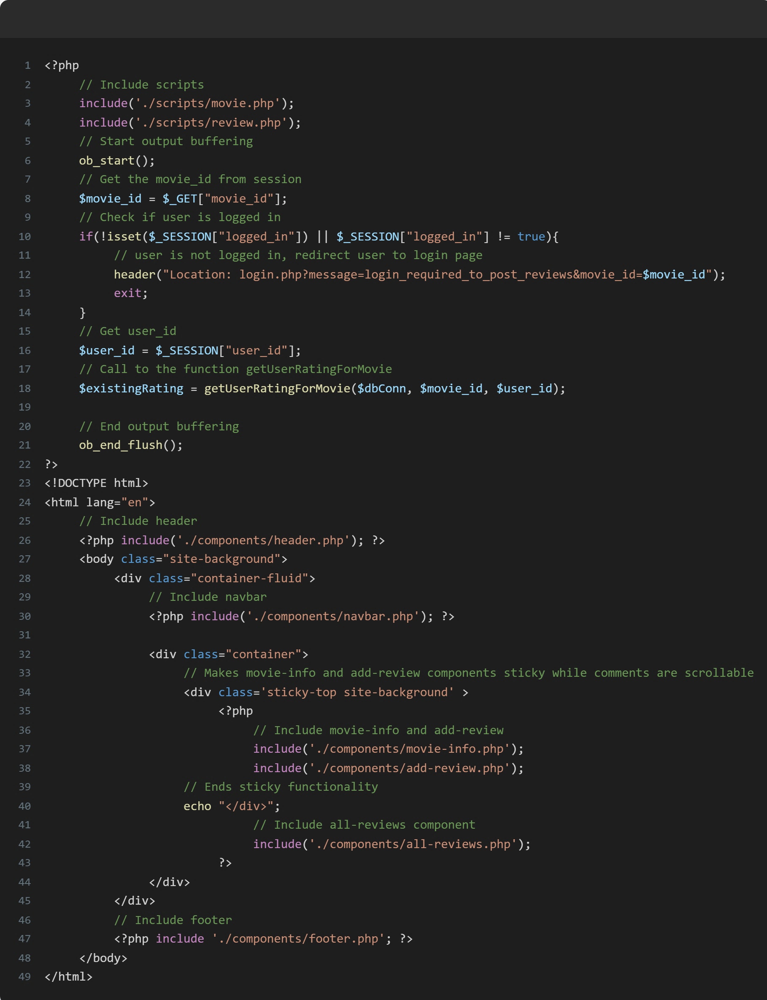 1 <?php
2 // Include scripts
3 include('./scripts/movie.php');
4 include('./scripts/review.php');
5 // Start output buffering
6 ob_start();
7 // Get the movie_id from session
8 $movie_id = $_GET["movie_id"];
9 // Check if user is logged in
10 if(!isset($_SESSION["logged_in"]) || $_SESSION["logged_in"] != true){
11 // user is not logged in, redirect user to login page
12 header("Location: login.php?message=login_required_to_post_reviews&movie_id=$movie_id");
13 exit;
14 }
15 // Get user_id
16 $user_id = $_SESSION["user_id"];
17 // Call to the function getUserRatingForMovie
18 $existingRating = getUserRatingForMovie($dbConn, $movie_id, $user_id);
19
20 // End output buffering
21 ob_end_flush();
22 ?>
23 <!DOCTYPE html>
24 <html lang="en">
25 // Include header
26 <?php include('./components/header.php'); ?>
27 <body class="site-background">
28 <div class="container-fluid">
29 // Include navbar
30 <?php include('./components/navbar.php'); ?>
31
32 <div class="container">
33 // Makes movie-info and add-review components sticky while comments are scrollable
34 <div class='sticky-top site-background' >
35 <?php
36 // Include movie-info and add-review
37 include('./components/movie-info.php');
38 include('./components/add-review.php');
39 // Ends sticky functionality
40 echo "</div>";
41 // Include all-reviews component
42 include('./components/all-reviews.php');
43 ?>
44 </div>
45 </div>
46 // Include footer
47 <?php include './components/footer.php'; ?>
48 </body>
49 </html>